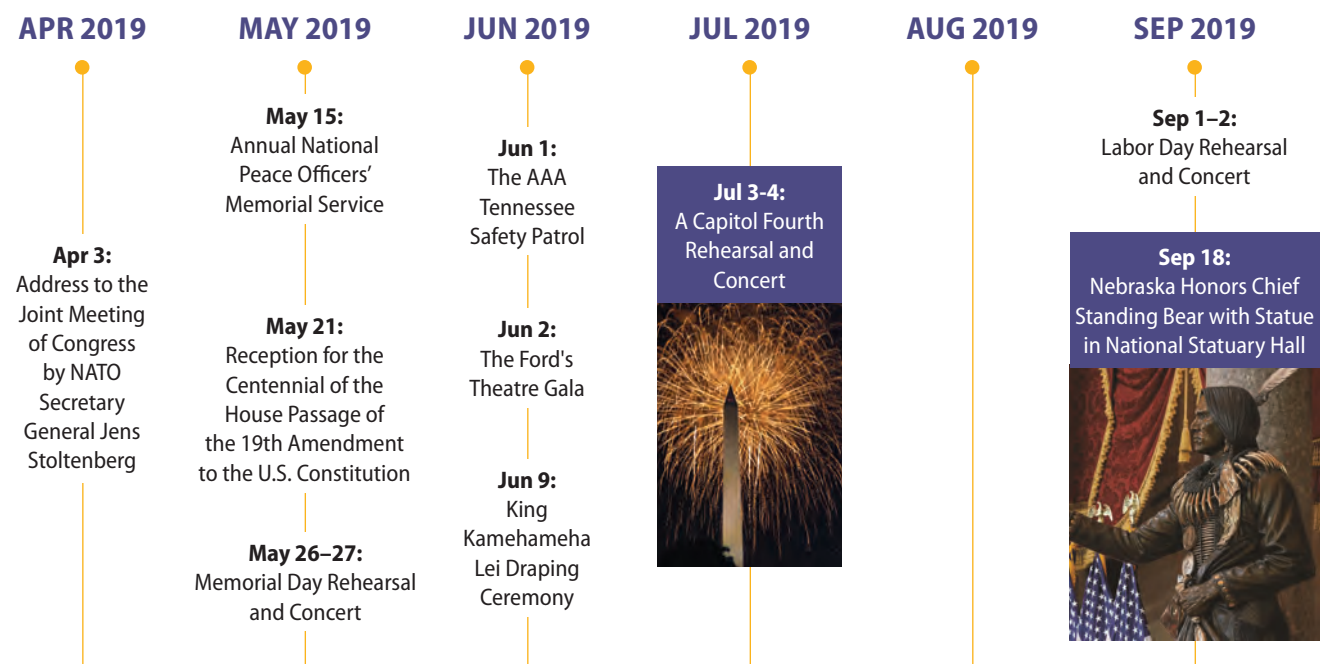 APR 2019
Apr 3:
Address to the
Joint Meeting
of Congress
by NATO
Secretary
General Jens
Stoltenberg
MAY 2019
May 15:
Annual National
Peace Officers’
Memorial Service
May 21:
Reception for the
Centennial of the
House Passage of
the 19th Amendment
to the U.S. Constitution
May 26–27:
Memorial Day Rehearsal
and Concert
JUN 2019
Jun 1:
The AAA
Tennessee
Safety Patrol
Jun 2:
The Ford's
Theatre Gala
Jun 9:
King
Kamehameha
Lei Draping
Ceremony
JUL 2019
Jul 3-4:
A Capitol Fourth
Rehearsal and
Concert
AUG 2019
SEP 2019
Sep 1–2:
Labor Day Rehearsal
and Concert
Sep 18:
Nebraska Honors Chief
Standing Bear with Statue
in National Statuary Hall